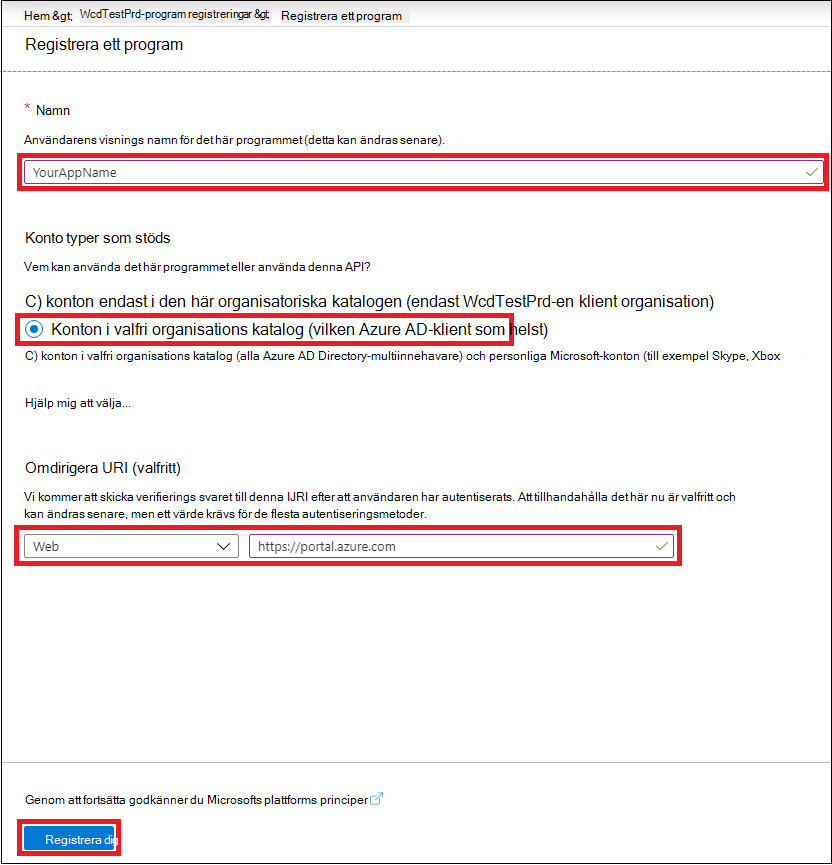 Hem &gt; WcdTestPrd-program registreringar &gt; Registrera ett program
Registrera ett program
* Namn
Användarens visnings namn för det här programmet (detta kan ändras senare).
YourAppName
Konto typer som stöds
Vem kan använda det här programmet eller använda denna API?
C) konton endast i den här organisatoriska katalogen (endast WcdTestPrd-en klient organisation)
Konton i valfri organisations katalog (vilken Azure AD-klient som helst)
C) konton i valfri organisations katalog (alla Azure AD Directory-multiinnehavare) och personliga Microsoft-konton (till exempel Skype, Xbox
Hjälp mig att välja...
Omdirigera URI (valfritt)
Vi kommer att skicka verifierings svaret till denna IJRI efter att användaren har autentiserats. Att tillhandahålla det här nu är valfritt och
kan ändras senare, men ett värde krävs för de flesta autentiseringsmetoder.
Web https://portal.azure.com
Genom att fortsätta godkänner du Microsofts plattforms principer
Registrera dig